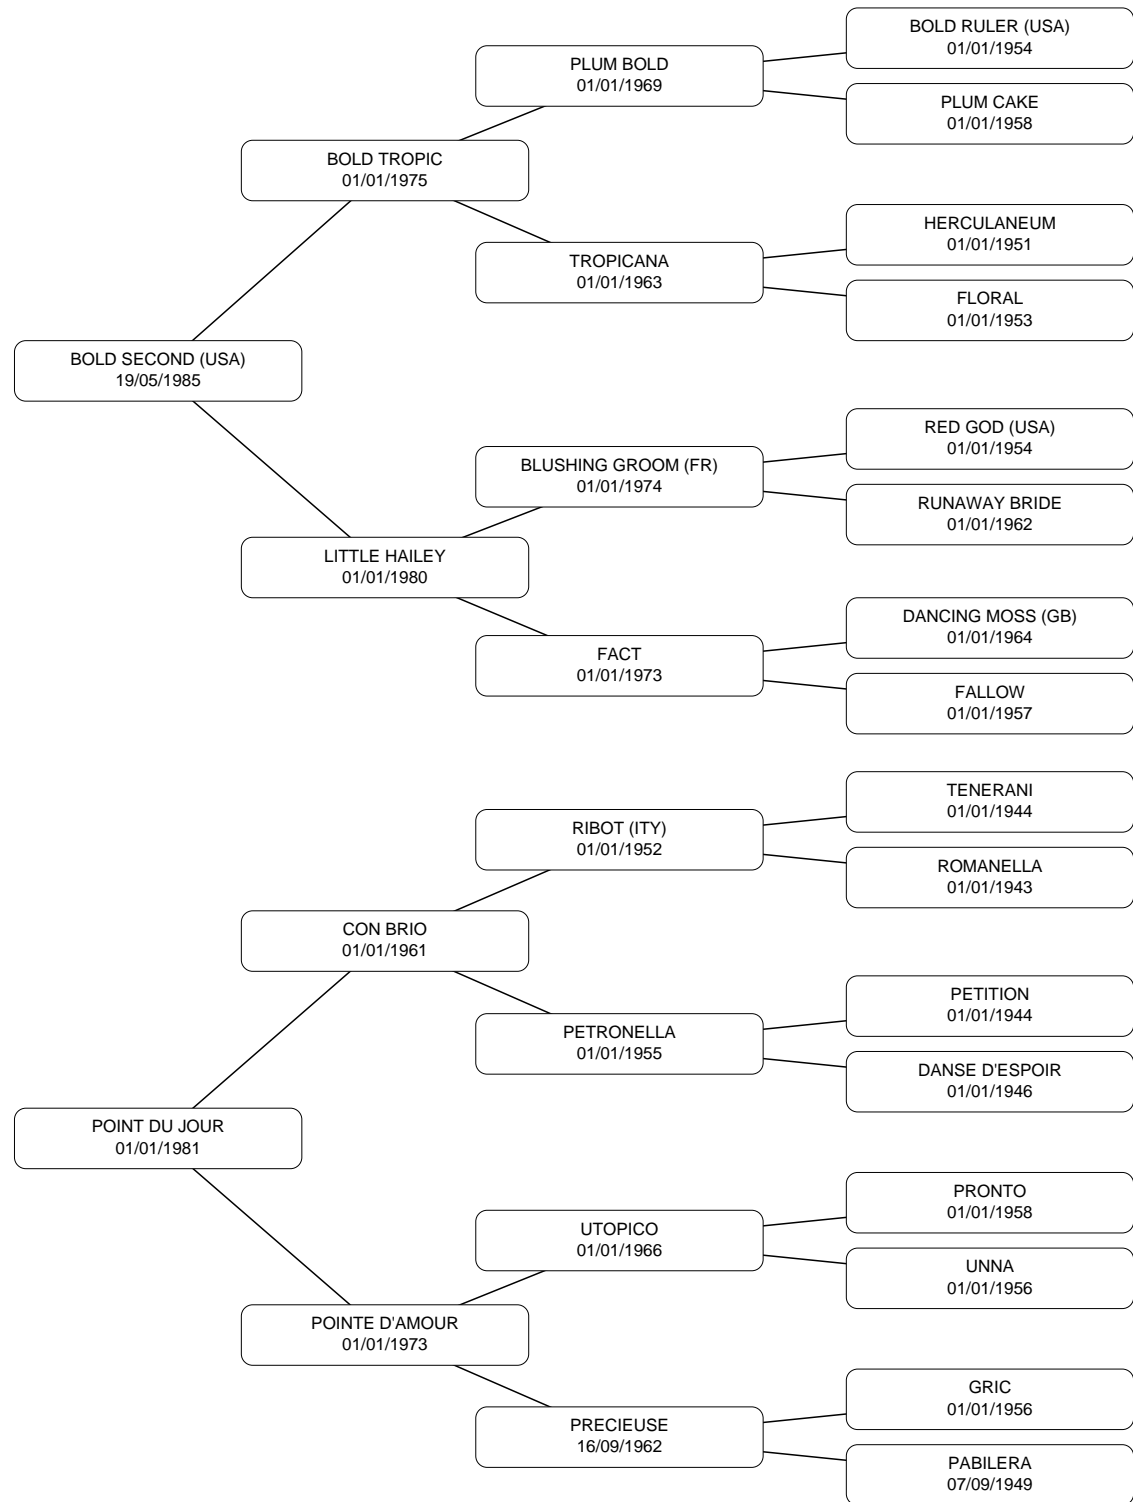 BOLD RULER (USA)
01/01/1954
PLUM BOLD
01/01/1969
PLUM CAKE
01/01/1958
BOLD TROPIC
01/01/1975
HERCULANEUM
01/01/1951
TROPICANA
01/01/1963
FLORAL
01/01/1953
BOLD SECOND (USA)
19/05/1985
RED GOD (USA)
01/01/1954
BLUSHING GROOM (FR)
01/01/1974
RUNAWAY BRIDE
01/01/1962
LITTLE HAILEY
01/01/1980
DANCING MOSS (GB)
01/01/1964
FACT
01/01/1973
FALLOW
01/01/1957
TENERANI
01/01/1944
RIBOT (ITY)
01/01/1952
ROMANELLA
01/01/1943
CON BRIO
01/01/1961
PETITION
01/01/1944
PETRONELLA
01/01/1955
DANSE D'ESPOIR
01/01/1946
POINT DU JOUR
01/01/1981
PRONTO
01/01/1958
UTOPICO
01/01/1966
UNNA
01/01/1956
POINTE D'AMOUR
01/01/1973
GRIC
01/01/1956
PRECIEUSE
16/09/1962
PABILERA
07/09/1949